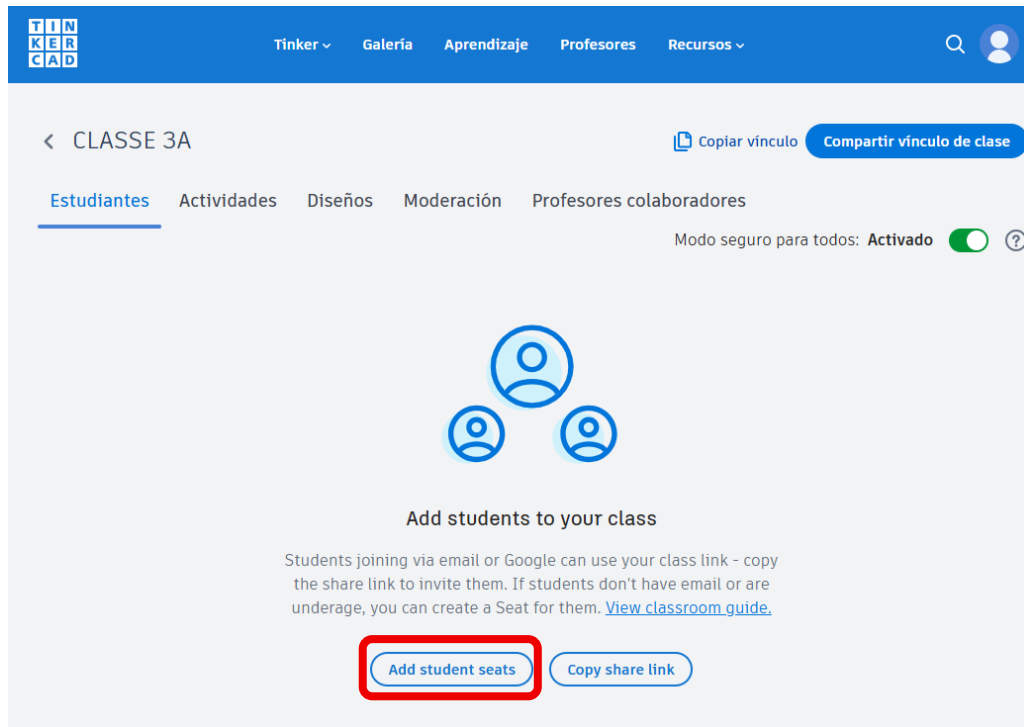 TIN
KER
CAD
Tinker Galería Aprendizaje Profesores Recursos
CLASSE 3A
Copiar vínculo Compartir vínculo de clase
Estudiantes Actividades Diseños Moderación Profesores colaboradores
Modo seguro para todos: Activado ?
Add students to your class
Students joining via email or Google can use your class link - copy
the share link to invite them. If students don't have email or are
underage, you can create a Seat for them. View classroom guide.
Add student seats Copy share link